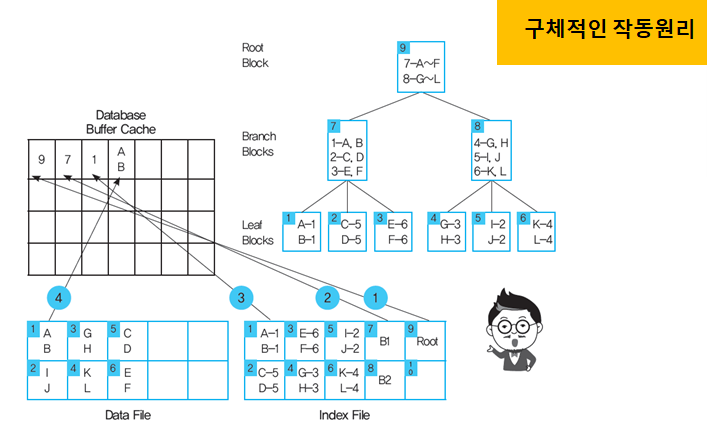 구체적인 작동원리
Root
Block
9
7-A~F
8-G~L
Database
Buffer Cache
9 7 1 A
B
Branch
Blocks
7
1-A, B
2-C, D
3-E, F
8
4-G, H
5-I, J
6-K, L
Leaf
Blocks
1 A-1
B-1
2 C-5
D-5
3 E-6
F-6
4 G-3
H-3
5 I-2
J-2
6 K-4
L-4
4 3 2 1
1 A 3 G 5 C
B H D
2 I 4 K 6 E
J L F
Data File
1 A-1 3 E-6 5 I-2 7 B1 9 Root
B-1 F-6 J-2
2 C-5 4 G-3 6 K-4 8 B2 10
D-5 H-3 L-4
Index File